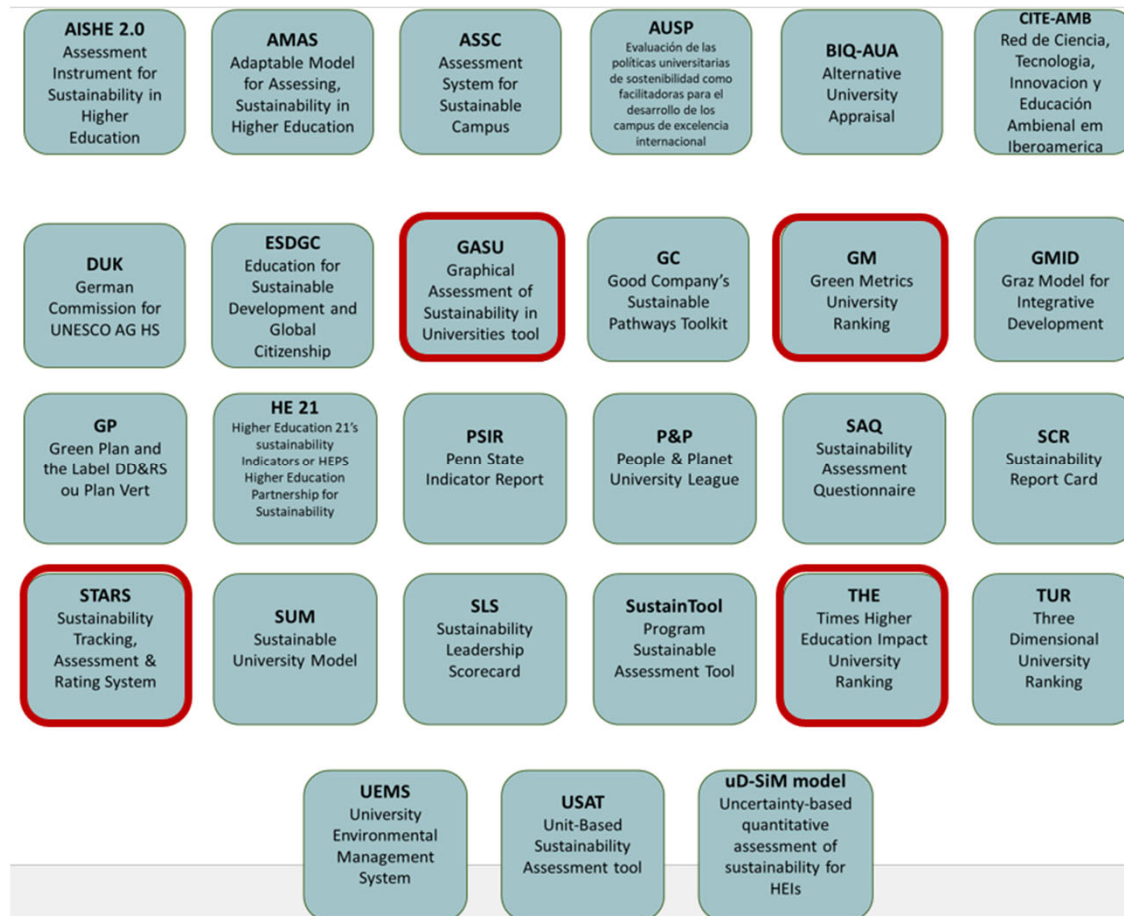 AISHE 2.0
Assessment
Instrument for
Sustainability in
Higher
Education
AMAS
Adaptable Model
for Assessing,
Sustainability in
Higher Education
ASSC
Assessment
System for
Sustainable
Campus
AUSP
Evaluación de las
políticas universitarias
de sostenibilidad como
facilitadoras para el
desarrollo de los
campus de excelencia
internacional
BIQ-AUA
Alternative
University
Appraisal
CITE-AMB
Red de Ciencia,
Tecnologia,
Innovacion y
Educación
Ambienal em
Iberoamerica
DUK
German
Commission for
UNESCO AG HS
ESDGC
Education for
Sustainable
Development and
Global
Citizenship
GASU
Graphical
Assessment of
Sustainability in
Universities tool
GC
Good Company's
Sustainable
Pathways Toolkit
GM
Green Metrics
University
Ranking
GMID
Graz Model for
Integrative
Development
GP
Green Plan and
the Label DD&RS
ou Plan Vert
HE 21
Higher Education 21's
sustainability
Indicators or HEPS
Higher Education
Partnership for
Sustainability
PSIR
Penn State
Indicator Report
P&P
People & Planet
University League
SAQ
Sustainability
Assessment
Questionnaire
SCR
Sustainability
Report Card
STARS
Sustainability
Tracking,
Assessment &
Rating System
SUM
Sustainable
University Model
SLS
Sustainability
Leadership
Scorecard
SustainTool
Program
Sustainable
Assessment Tool
THE
Times Higher
Education Impact
University
Ranking
TUR
Three
Dimensional
University
Ranking
UEMS
University
Environmental
Management
System
USAT
Unit-Based
Sustainability
Assessment tool
uD-SiM model
Uncertainty-based
quantitative
assessment of
sustainability for
HEIs